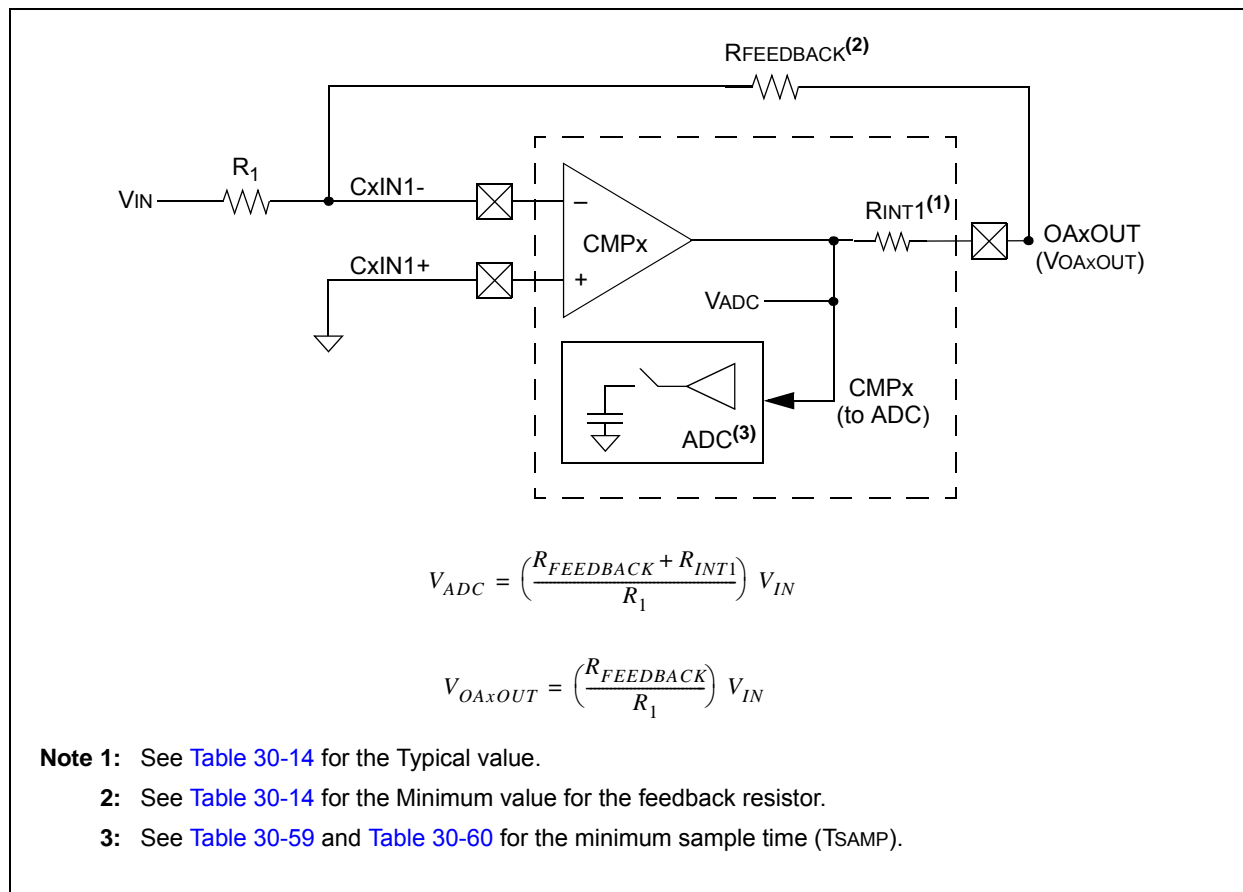 RFEEDBACK(2)
R1
VIN
CxIN1-
–
CMPx
RINT1(1)
OAxOUT
(VOAxOUT)
CxIN1+
+
VADC
CMPx
(to ADC)
ADC(3)
VADC = (RFEEDBACK + RINT1 / R1) VIN
VOAxOUT = (RFEEDBACK / R1) VIN
Note 1: See Table 30-14 for the Typical value.
2: See Table 30-14 for the Minimum value for the feedback resistor.
3: See Table 30-59 and Table 30-60 for the minimum sample time (TSAMP).